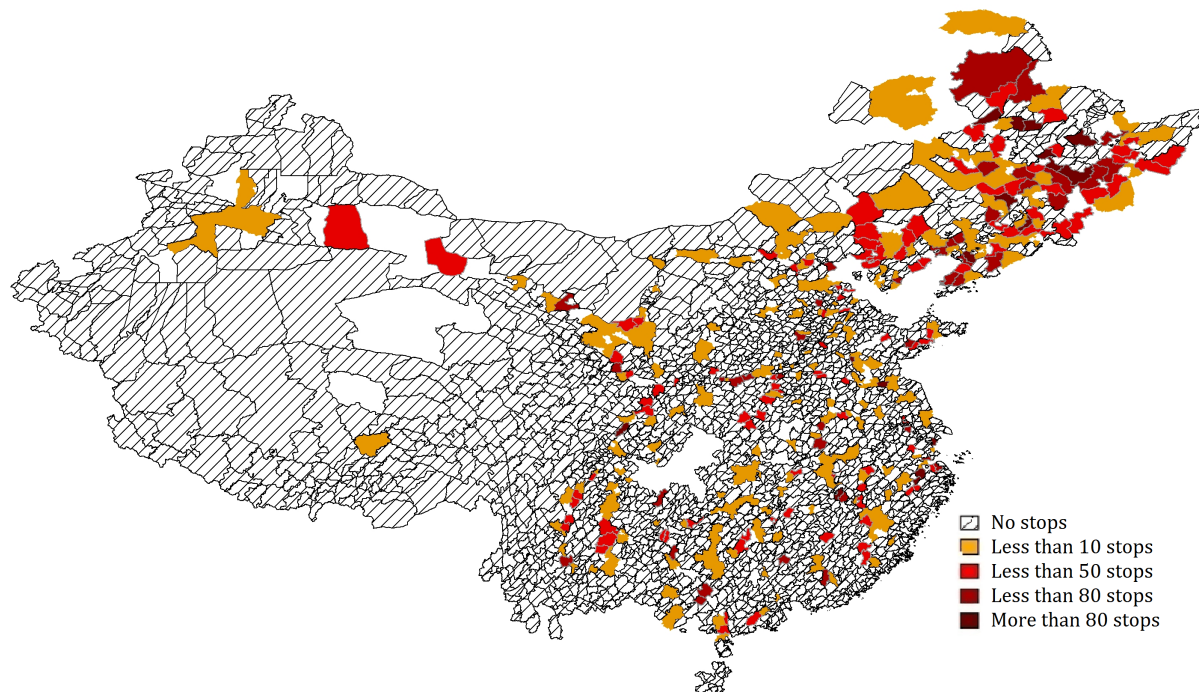 No stops
Less than 10 stops
Less than 50 stops
Less than 80 stops
More than 80 stops